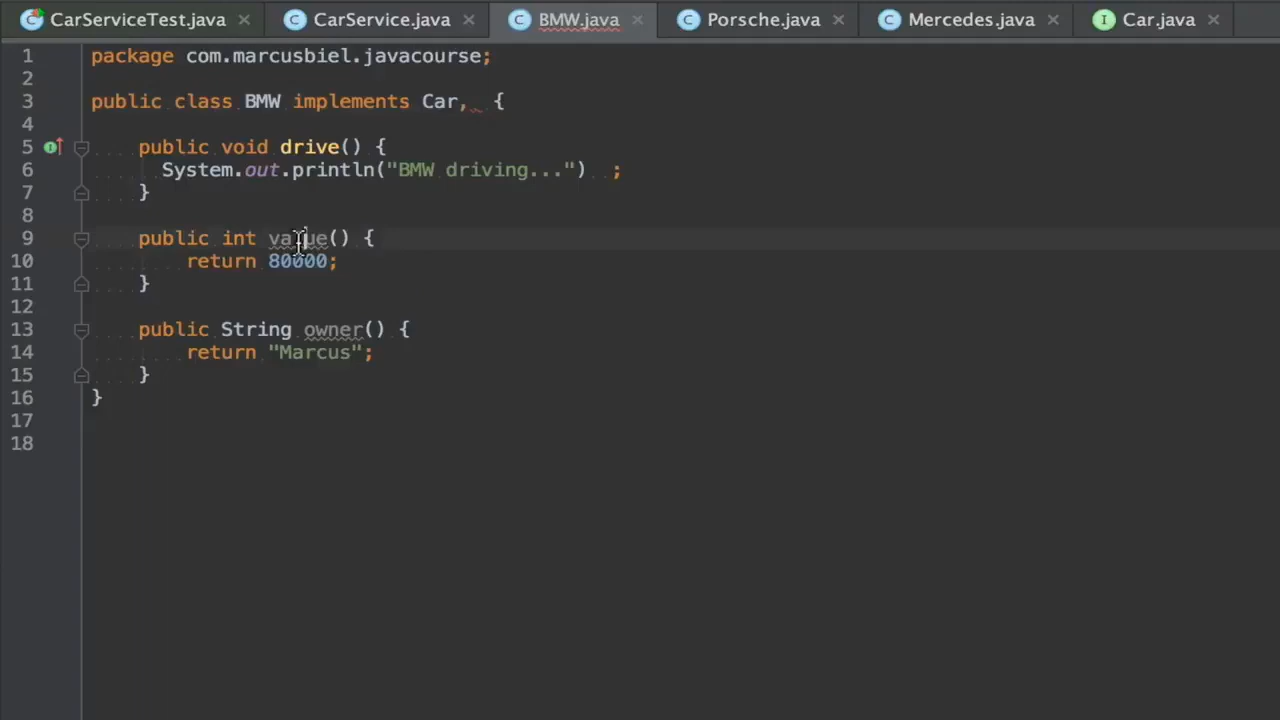 CarServiceTest.java CarService.java BMW.java Porsche.java Mercedes.java Car.java
1 package com.marcusbiel.javacourse;
2
3 public class BMW implements Car, {
4
5 public void drive() {
6 System.out.println("BMW driving...") ;
7 }
8
9 public int value() {
10 return 80000;
11 }
12
13 public String owner() {
14 return "Marcus";
15 }
16 }
17
18